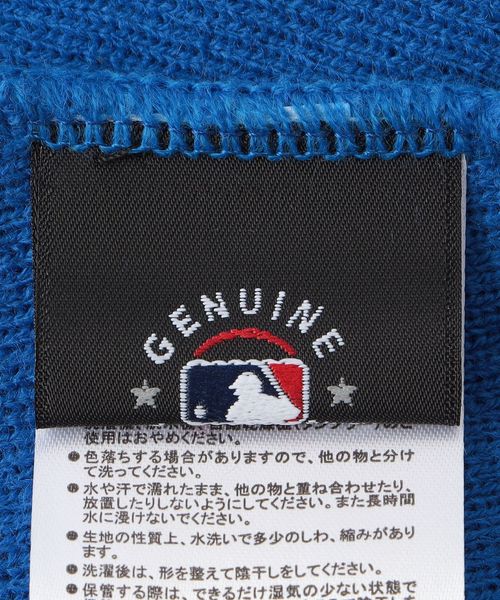 GENUINE
使用はおやめください。
●色落ちする場合がありますので、他の物と分け
て洗ってください。
●水や汗で濡れたまま、他の物と重ね合わせたり、
放置したりしないようにしてください。また長時間
水に浸けないでください。
●生地の性質上、水洗いで多少のしわ、縮みがあり
ます。
●洗濯後は、形を整えて陰干しをしてください。
●保管する際は、できるだけ湿気の少ない状態で